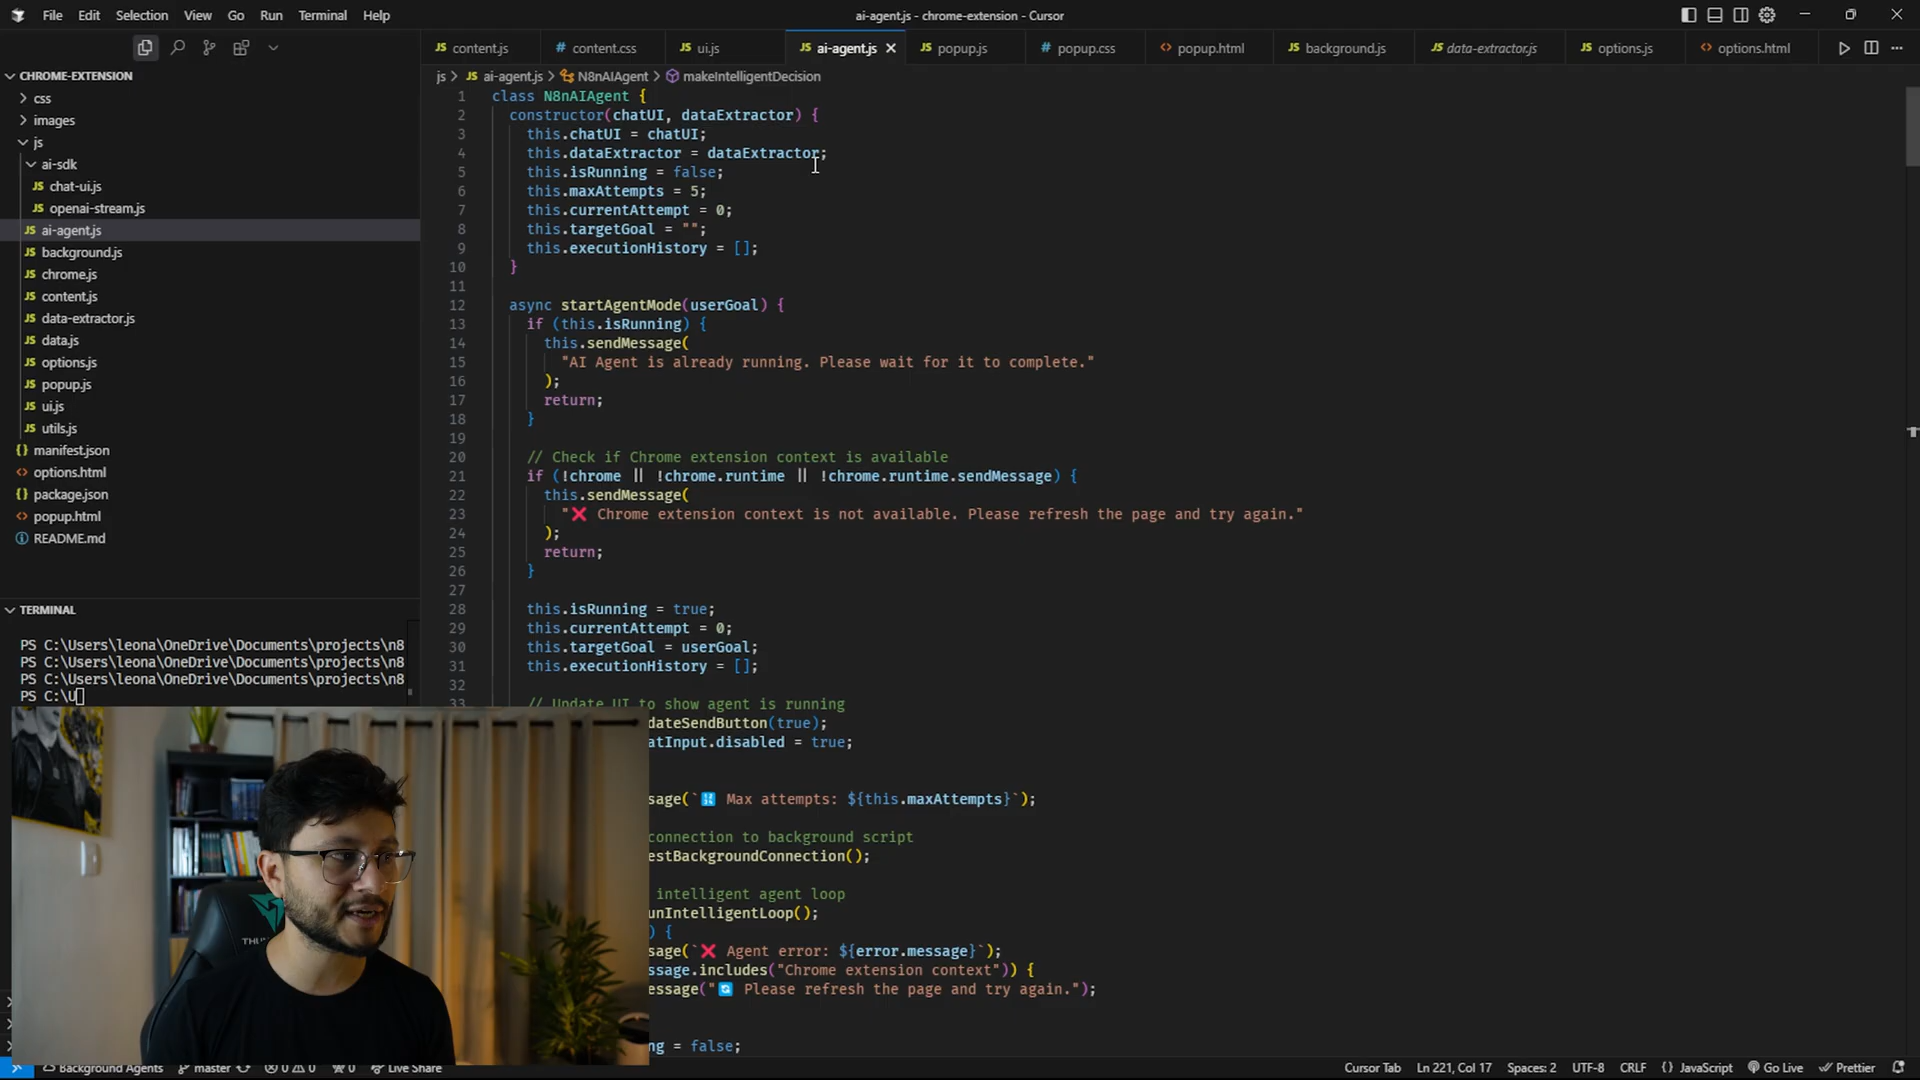 File Edit Selection View Go Run Terminal Help
ai-agent.js - chrome-extension - Cursor
content.js content.css ui.js ai-agent.js popup.js popup.css popup.html background.js data-extractor.js options.js options.html
js > ai-agent.js > N8nAIAgent > makeIntelligentDecision
CHROME-EXTENSION
css
images
js
ai-sdk
chat-ui.js
openai-stream.js
ai-agent.js
background.js
chrome.js
content.js
data-extractor.js
data.js
options.js
popup.js
ui.js
utils.js
manifest.json
options.html
package.json
popup.html
README.md
TERMINAL
PS C:\Users\leona\OneDrive\Documents\projects\n8
PS C:\Users\leona\OneDrive\Documents\projects\n8
PS C:\Users\leona\OneDrive\Documents\projects\n8
PS C:\U
1 class N8nAIAgent {
2 constructor(chatUI, dataExtractor) {
3 this.chatUI = chatUI;
4 this.dataExtractor = dataExtractor;
5 this.isRunning = false;
6 this.maxAttempts = 5;
7 this.currentAttempt = 0;
8 this.targetGoal = "";
9 this.executionHistory = [];
10 }
11
12 async startAgentMode(userGoal) {
13 if (this.isRunning) {
14 this.sendMessage(
15 "AI Agent is already running. Please wait for it to complete."
16 );
17 return;
18 }
19
20 // Check if Chrome extension context is available
21 if (!chrome || !chrome.runtime || !chrome.runtime.sendMessage) {
22 this.sendMessage(
23 "❌ Chrome extension context is not available. Please refresh the page and try again."
24 );
25 return;
26 }
27
28 this.isRunning = true;
29 this.currentAttempt = 0;
30 this.targetGoal = userGoal;
31 this.executionHistory = [];
32
33 // Update UI to show agent is running
dateSendButton(true);
atInput.disabled = true;
sage(`🔢 Max attempts: ${this.maxAttempts}`);
connection to background script
estBackgroundConnection();
intelligent agent loop
unIntelligentLoop();
) {
sage(`❌ Agent error: ${error.message}`);
ssage.includes("Chrome extension context")) {
essage("🔄 Please refresh the page and try again.");
ng = false;
THU
Background Agents master 0 0 0 Live Share
Cursor Tab Ln 221, Col 17 Spaces: 2 UTF-8 CRLF {} JavaScript Go Live Prettier